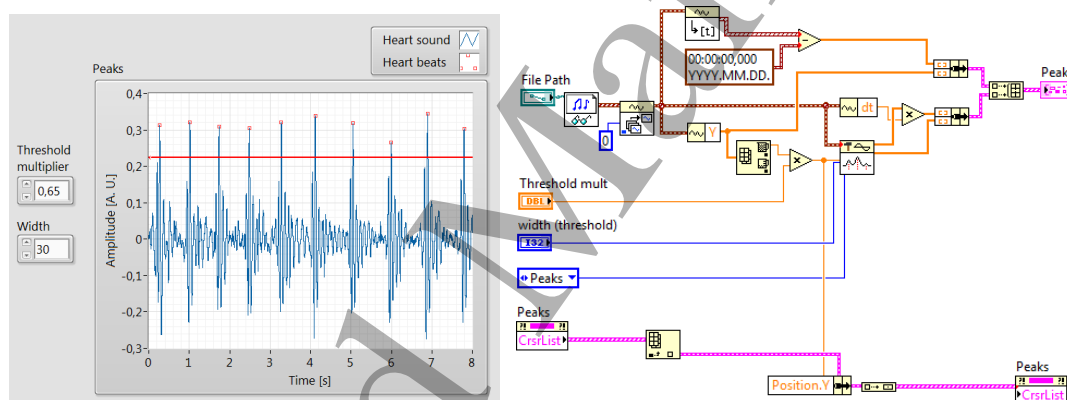 Heart sound
Heart beats
Peaks
Threshold
multiplier
0,65
Width
30
Amplitude [A. U.]
0,4
0,3
0,2
0,1
0
-0,1
-0,2
-0,3
0 1 2 3 4 5 6 7 8
Time [s]
[t]
00:00:00,000
YYYY.MM.DD.
File Path
0
Y
dt
Peak
Threshold mult
DBL
width (threshold)
I32
Peaks
Peaks
CrsrList
Position.Y
Peaks
CrsrList